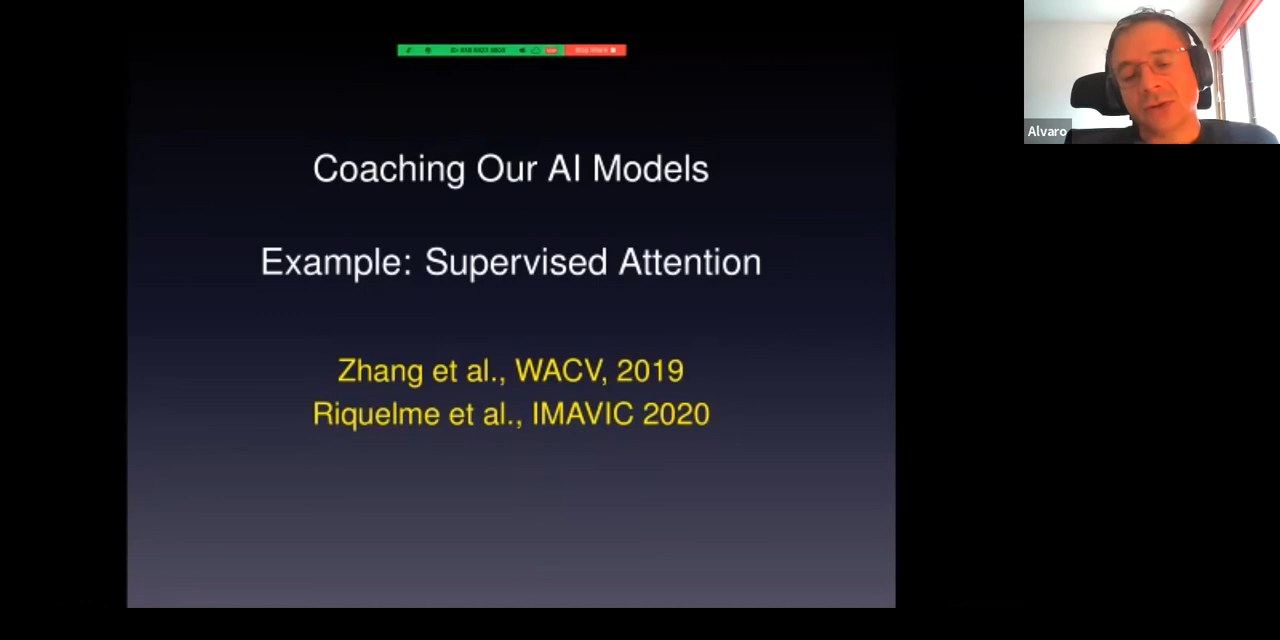 Coaching Our AI Models
Example: Supervised Attention
Zhang et al., WACV, 2019
Riquelme et al., IMAVIC 2020
Alvaro